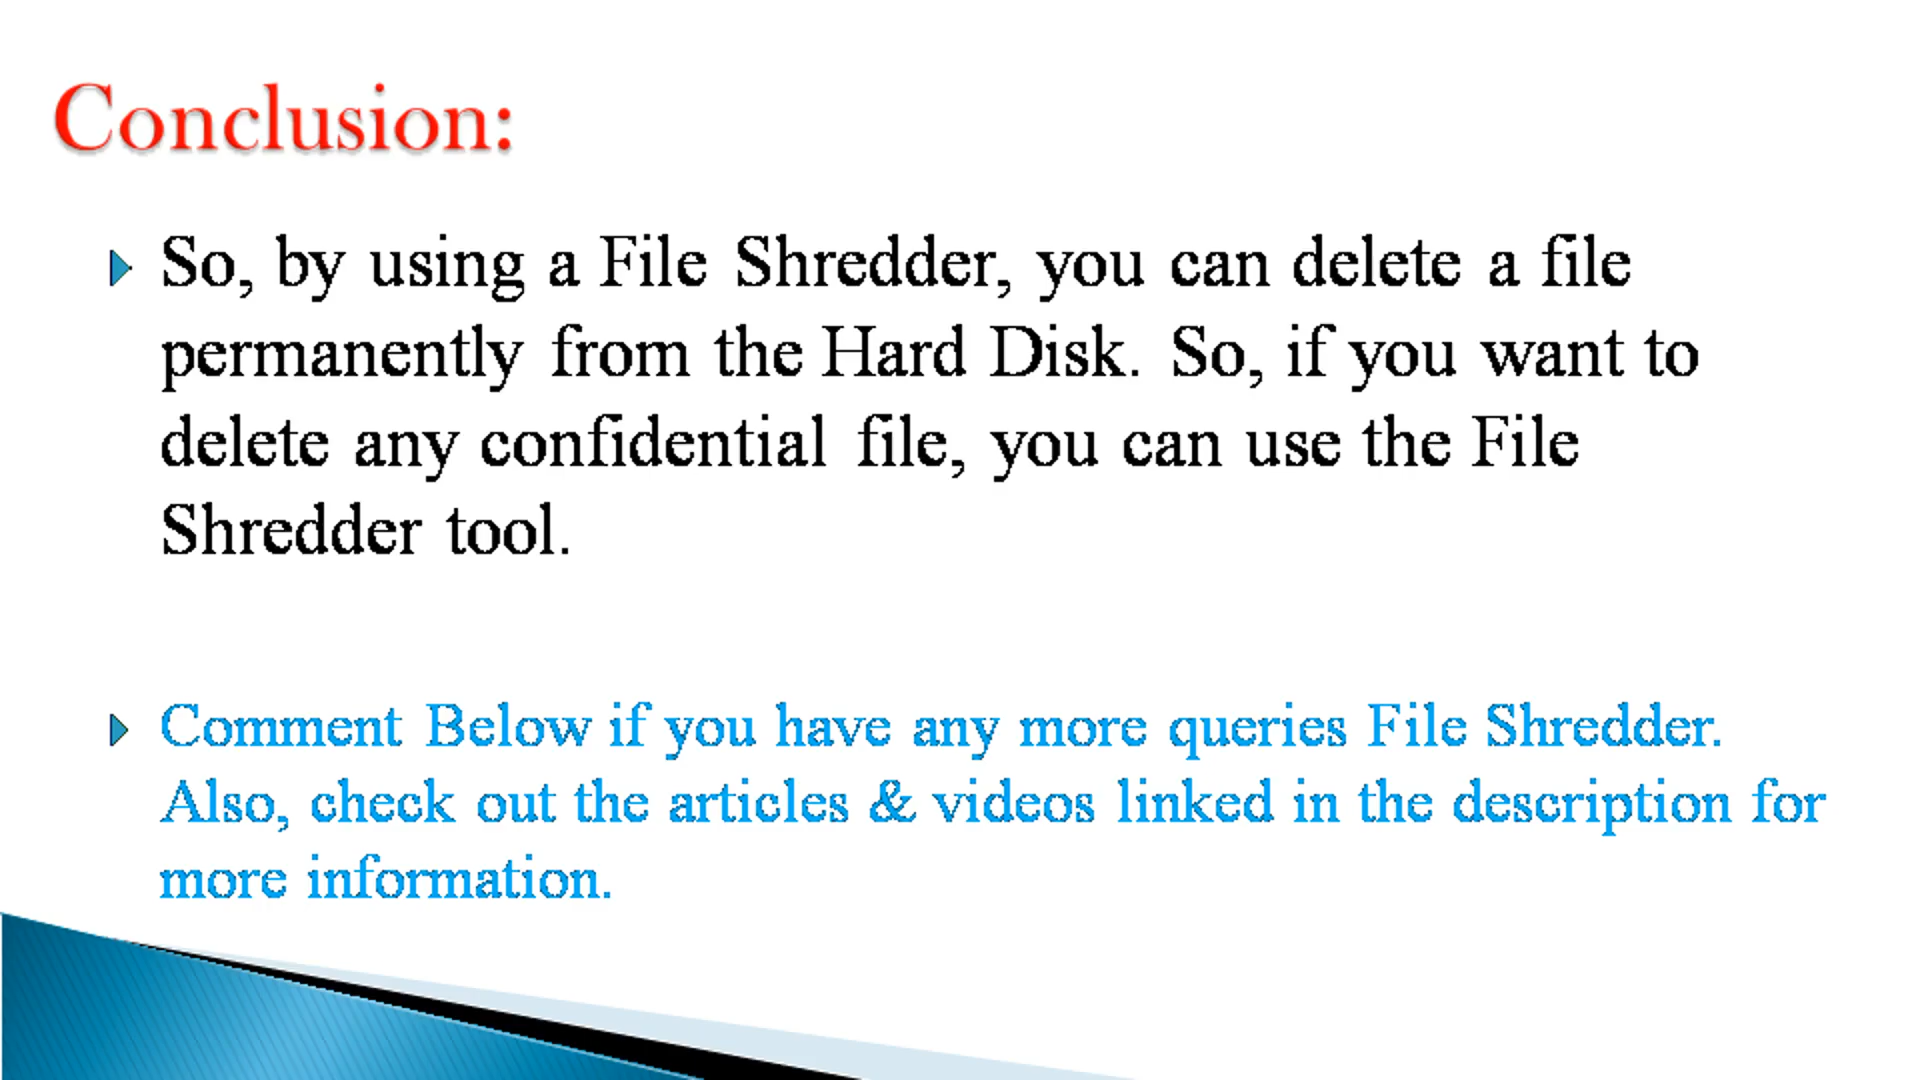 Conclusion:
So, by using a File Shredder, you can delete a file
permanently from the Hard Disk. So, if you want to
delete any confidential file, you can use the File
Shredder tool.
Comment Below if you have any more queries File Shredder.
Also, check out the articles & videos linked in the description for
more information.